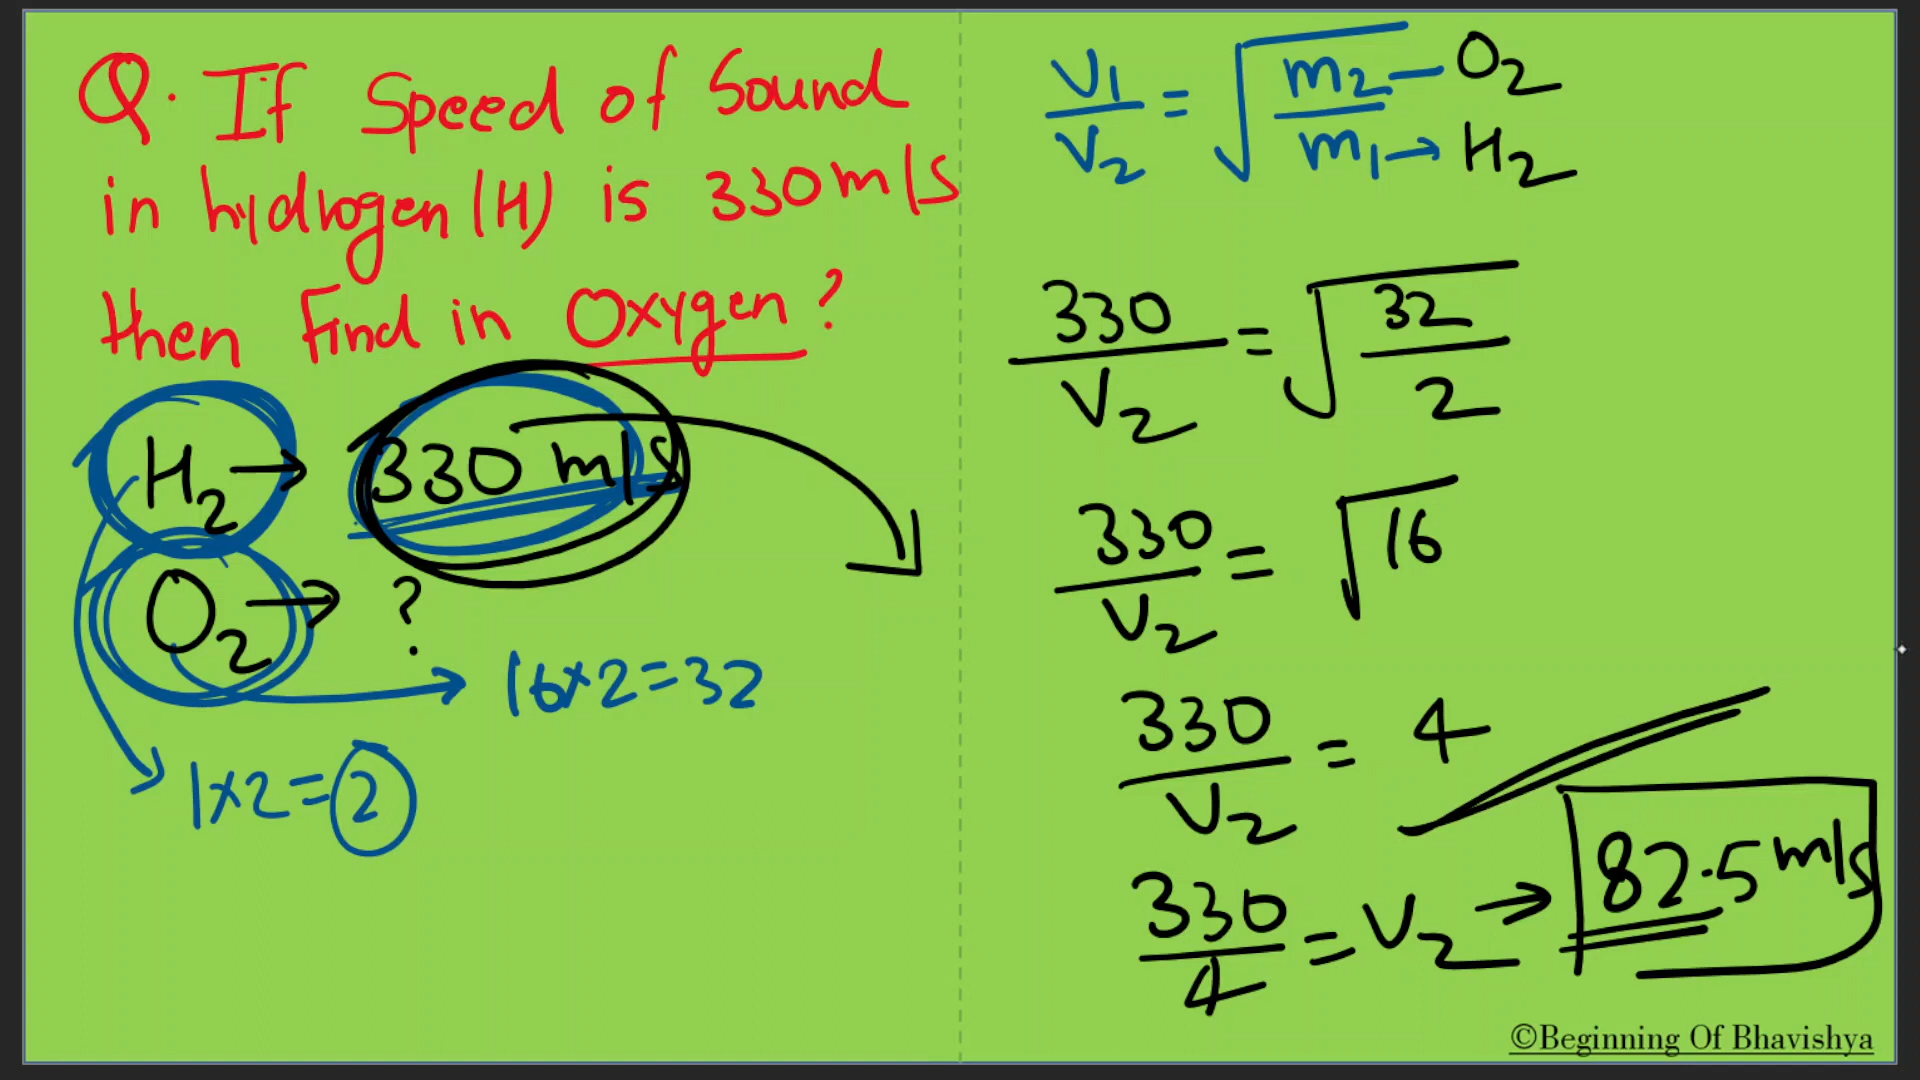 Q. If Speed of Sound
in hydrogen (H) is 330 m/s
then find in Oxygen ?
H₂ → 330 m/s
O₂ → ?
16×2=32
1×2=2
V₁/V₂ = √(m₂/m₁)
m₂ — O₂
m₁ → H₂
330/V₂ = √(32/2)
330/V₂ = √16
330/V₂ = 4
330/4 = V₂ → 82.5 m/s
©Beginning Of Bhavishya